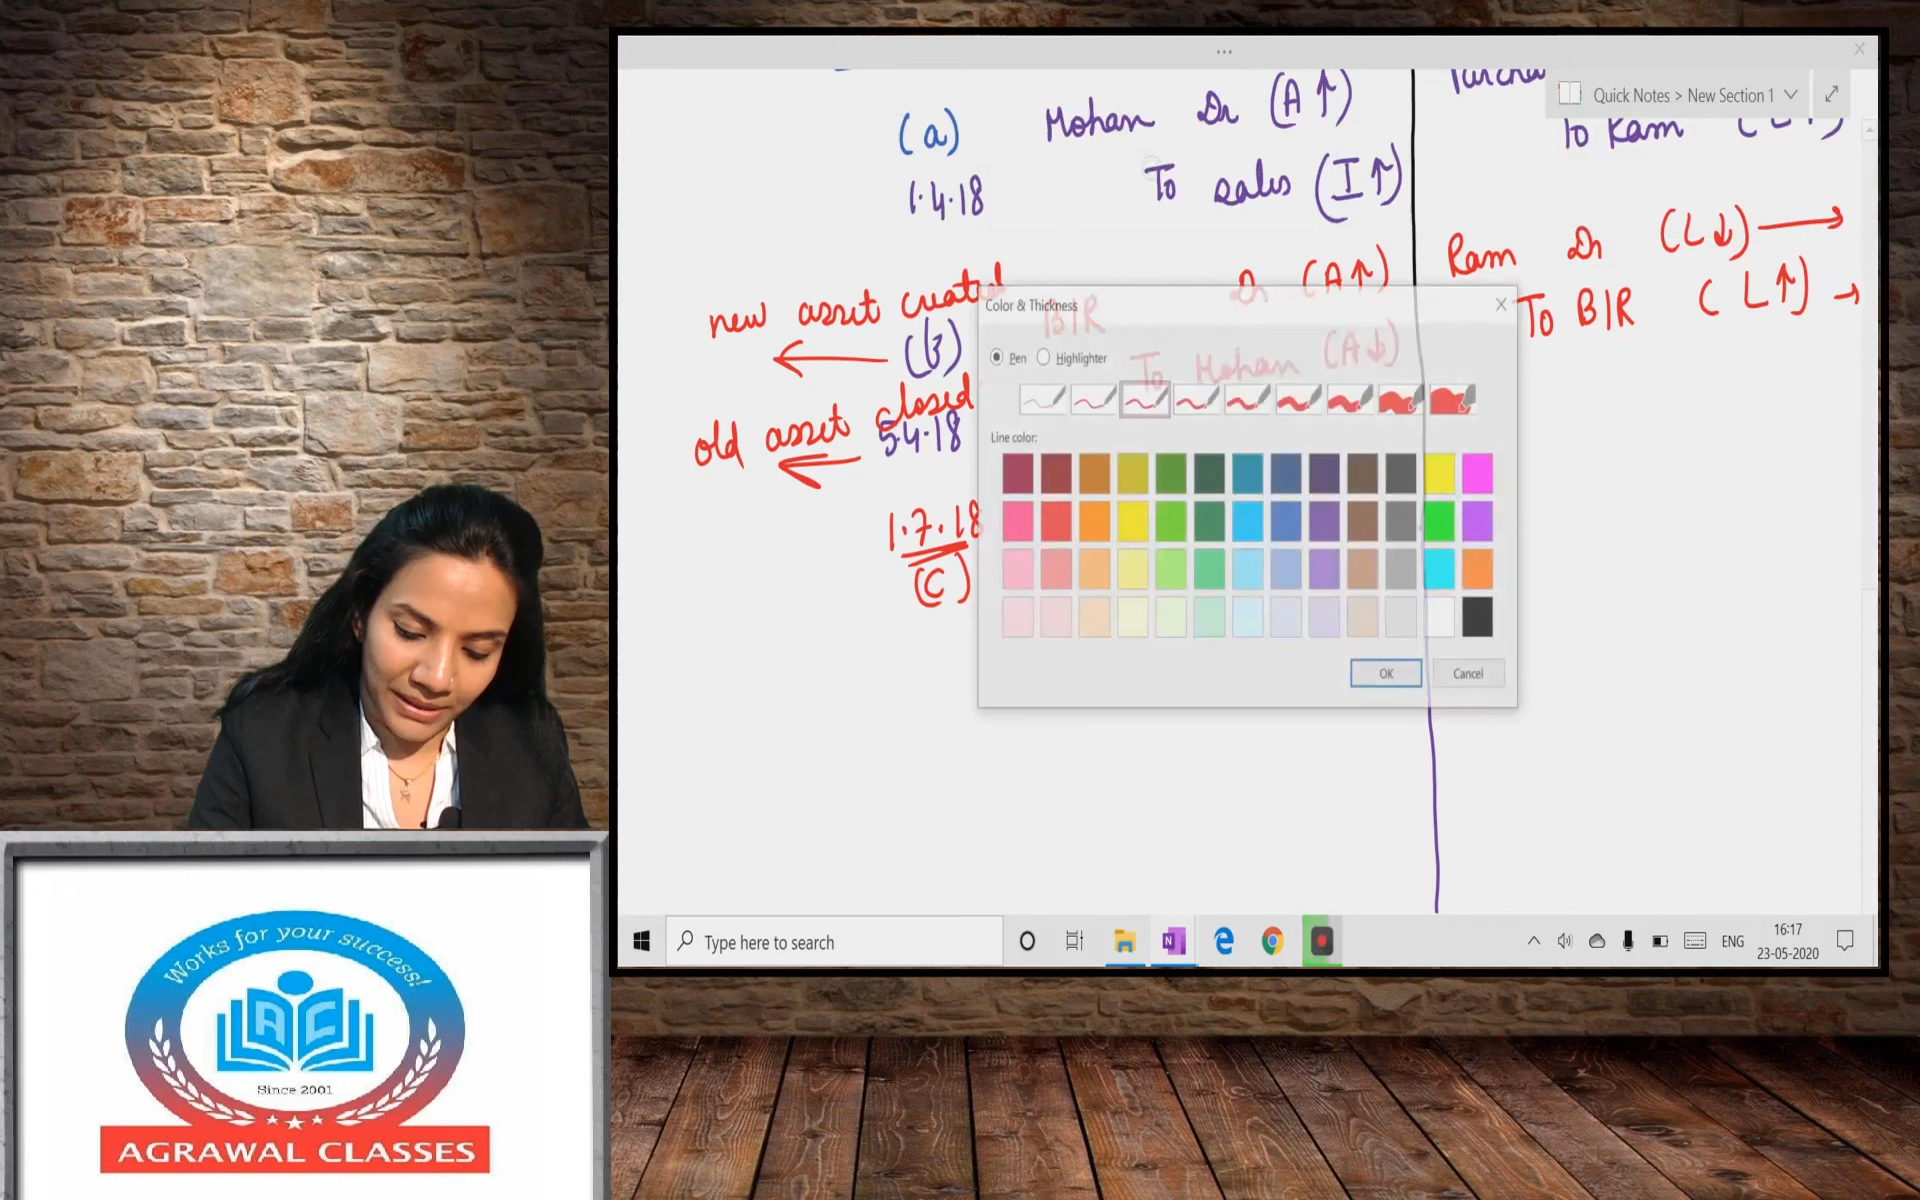 Quick Notes > New Section 1
(a) Mohan Dr (A↑)
1.4.18 To sales (I↑)
To Ram (L↑)
new asset created
(b)
B/R Dr (A↑)
To Mohan (A↓)
Ram Dr (L↓)
To B/R (L↑)
old asset closed
5.4.18
1.7.18
(C)
Color & Thickness
Pen Highlighter
Line color:
OK Cancel
Type here to search
ENG
16:17
23-05-2020
Works for your success!
AC
Since 2001
AGRAWAL CLASSES